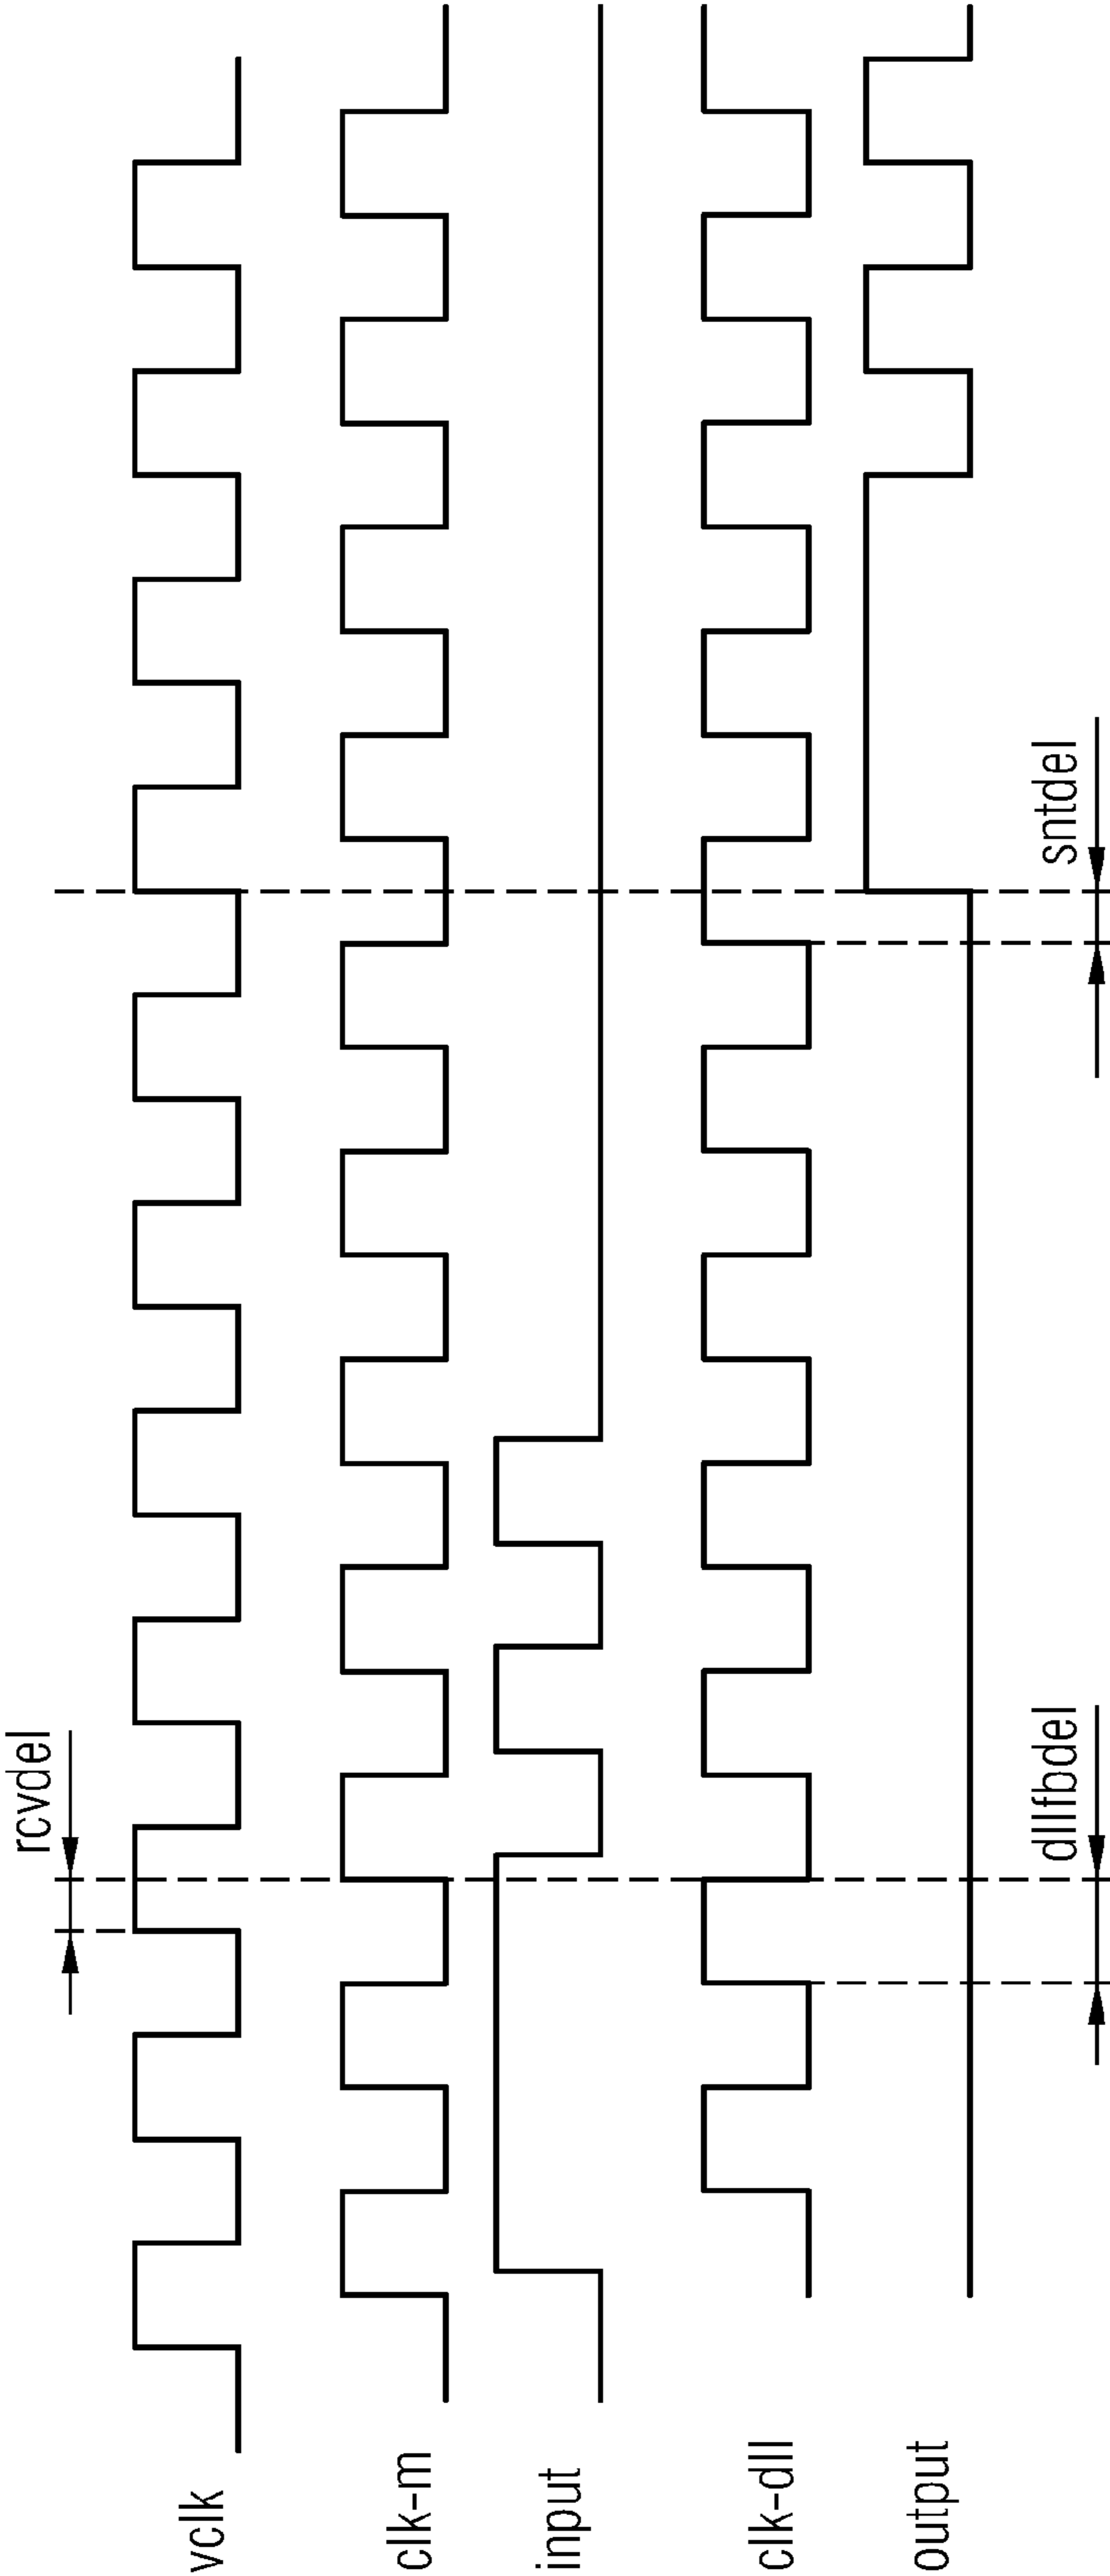 rcvdel
vclk
clk-m
input
clk-dll
output
dllfbdel
sntdel